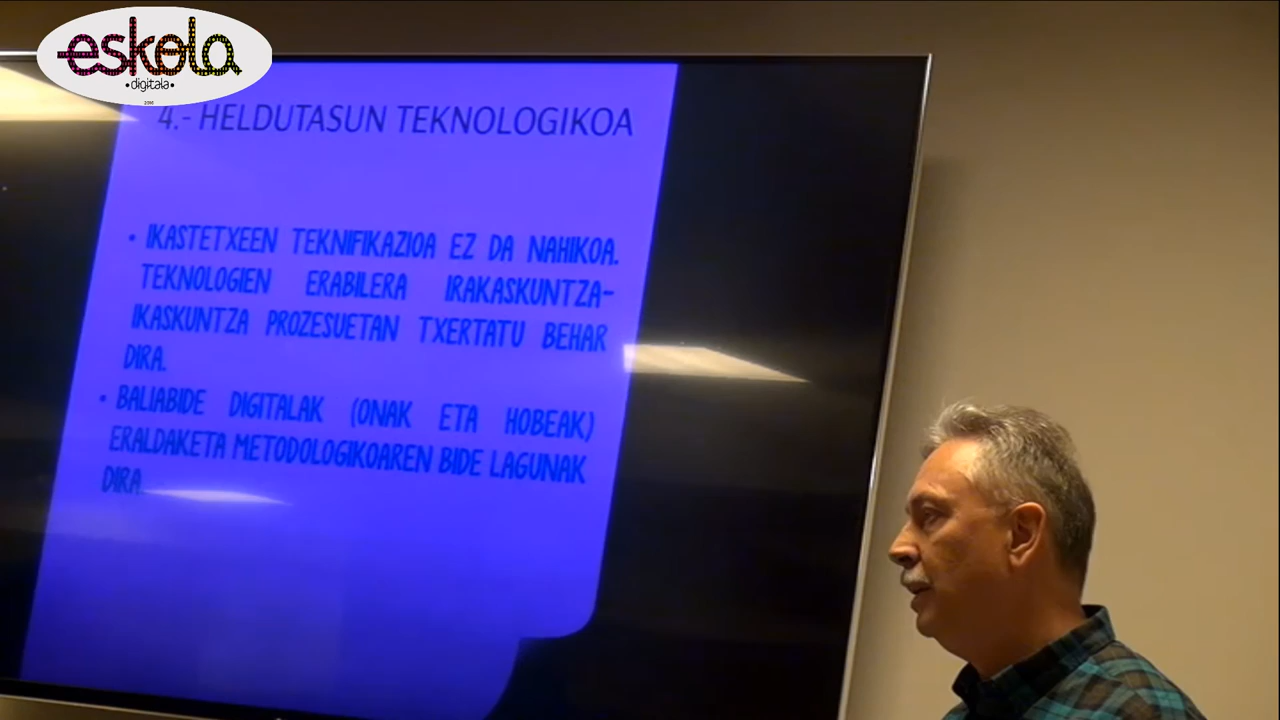 eskola
•digitala•
4.- HELDUTASUN TEKNOLOGIKOA
• IKASTETXEEN TEKNIFIKAZIOA EZ DA NAHIKOA.
TEKNOLOGIEN ERABILERA IRAKASKUNTZA-
IKASKUNTZA PROZESUETAN TXERTATU BEHAR
DIRA.
• BALIABIDE DIGITALAK (ONAK ETA HOBEAK)
ERALDAKETA METODOLOGIKOAREN BIDE LAGUNAK
DIRA.